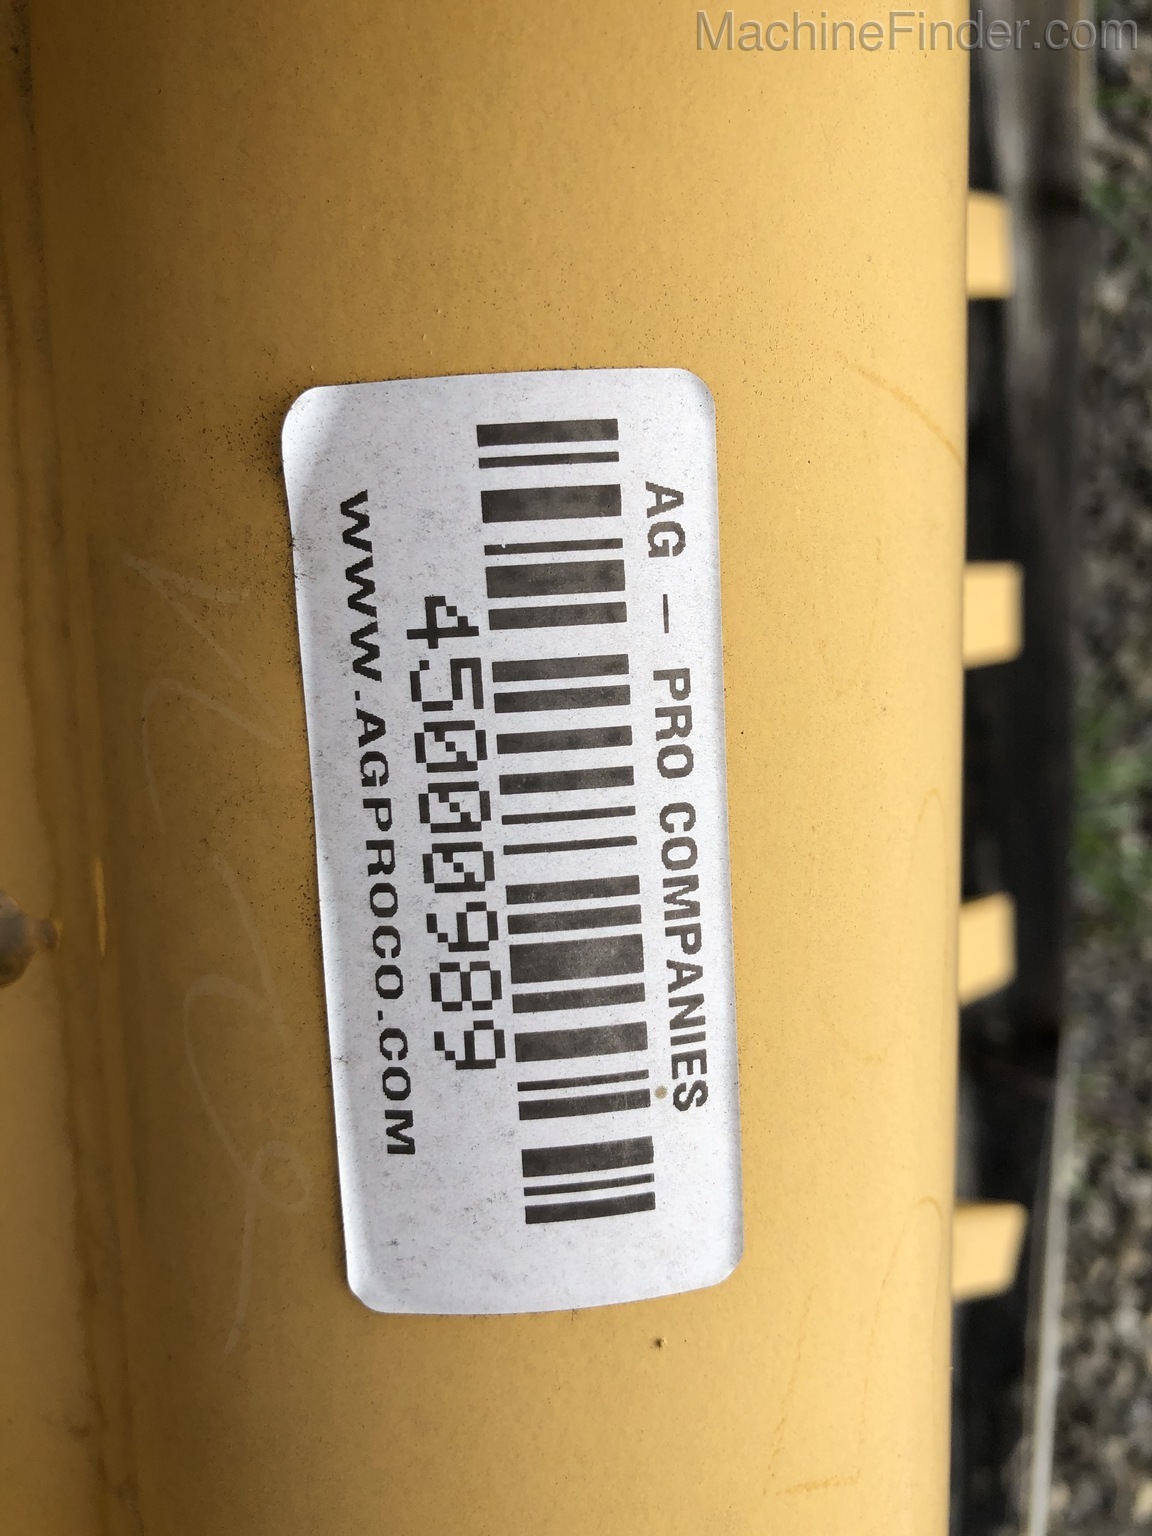 MachineFinder.com
AG – PRO COMPANIES
45000989
WWW.AGPROCO.COM